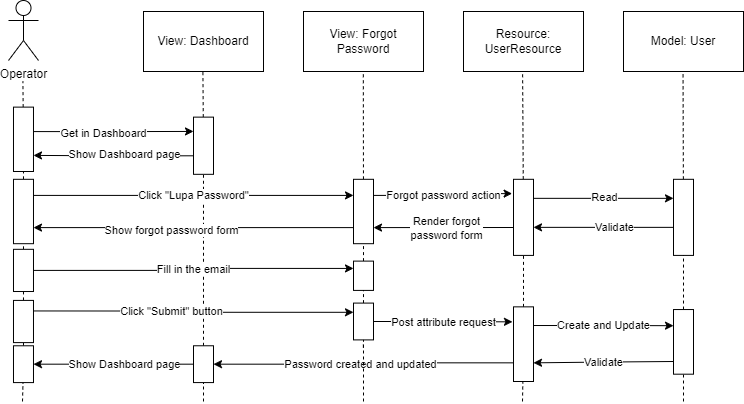 Operator
View: Dashboard
View: Forgot
Password
Resource:
UserResource
Model: User
Get in Dashboard
Show Dashboard page
Click "Lupa Password"
Forgot password action
Read
Show forgot password form
Render forgot
password form
Validate
Fill in the email
Click "Submit" button
Post attribute request
Create and Update
Show Dashboard page
Password created and updated
Validate